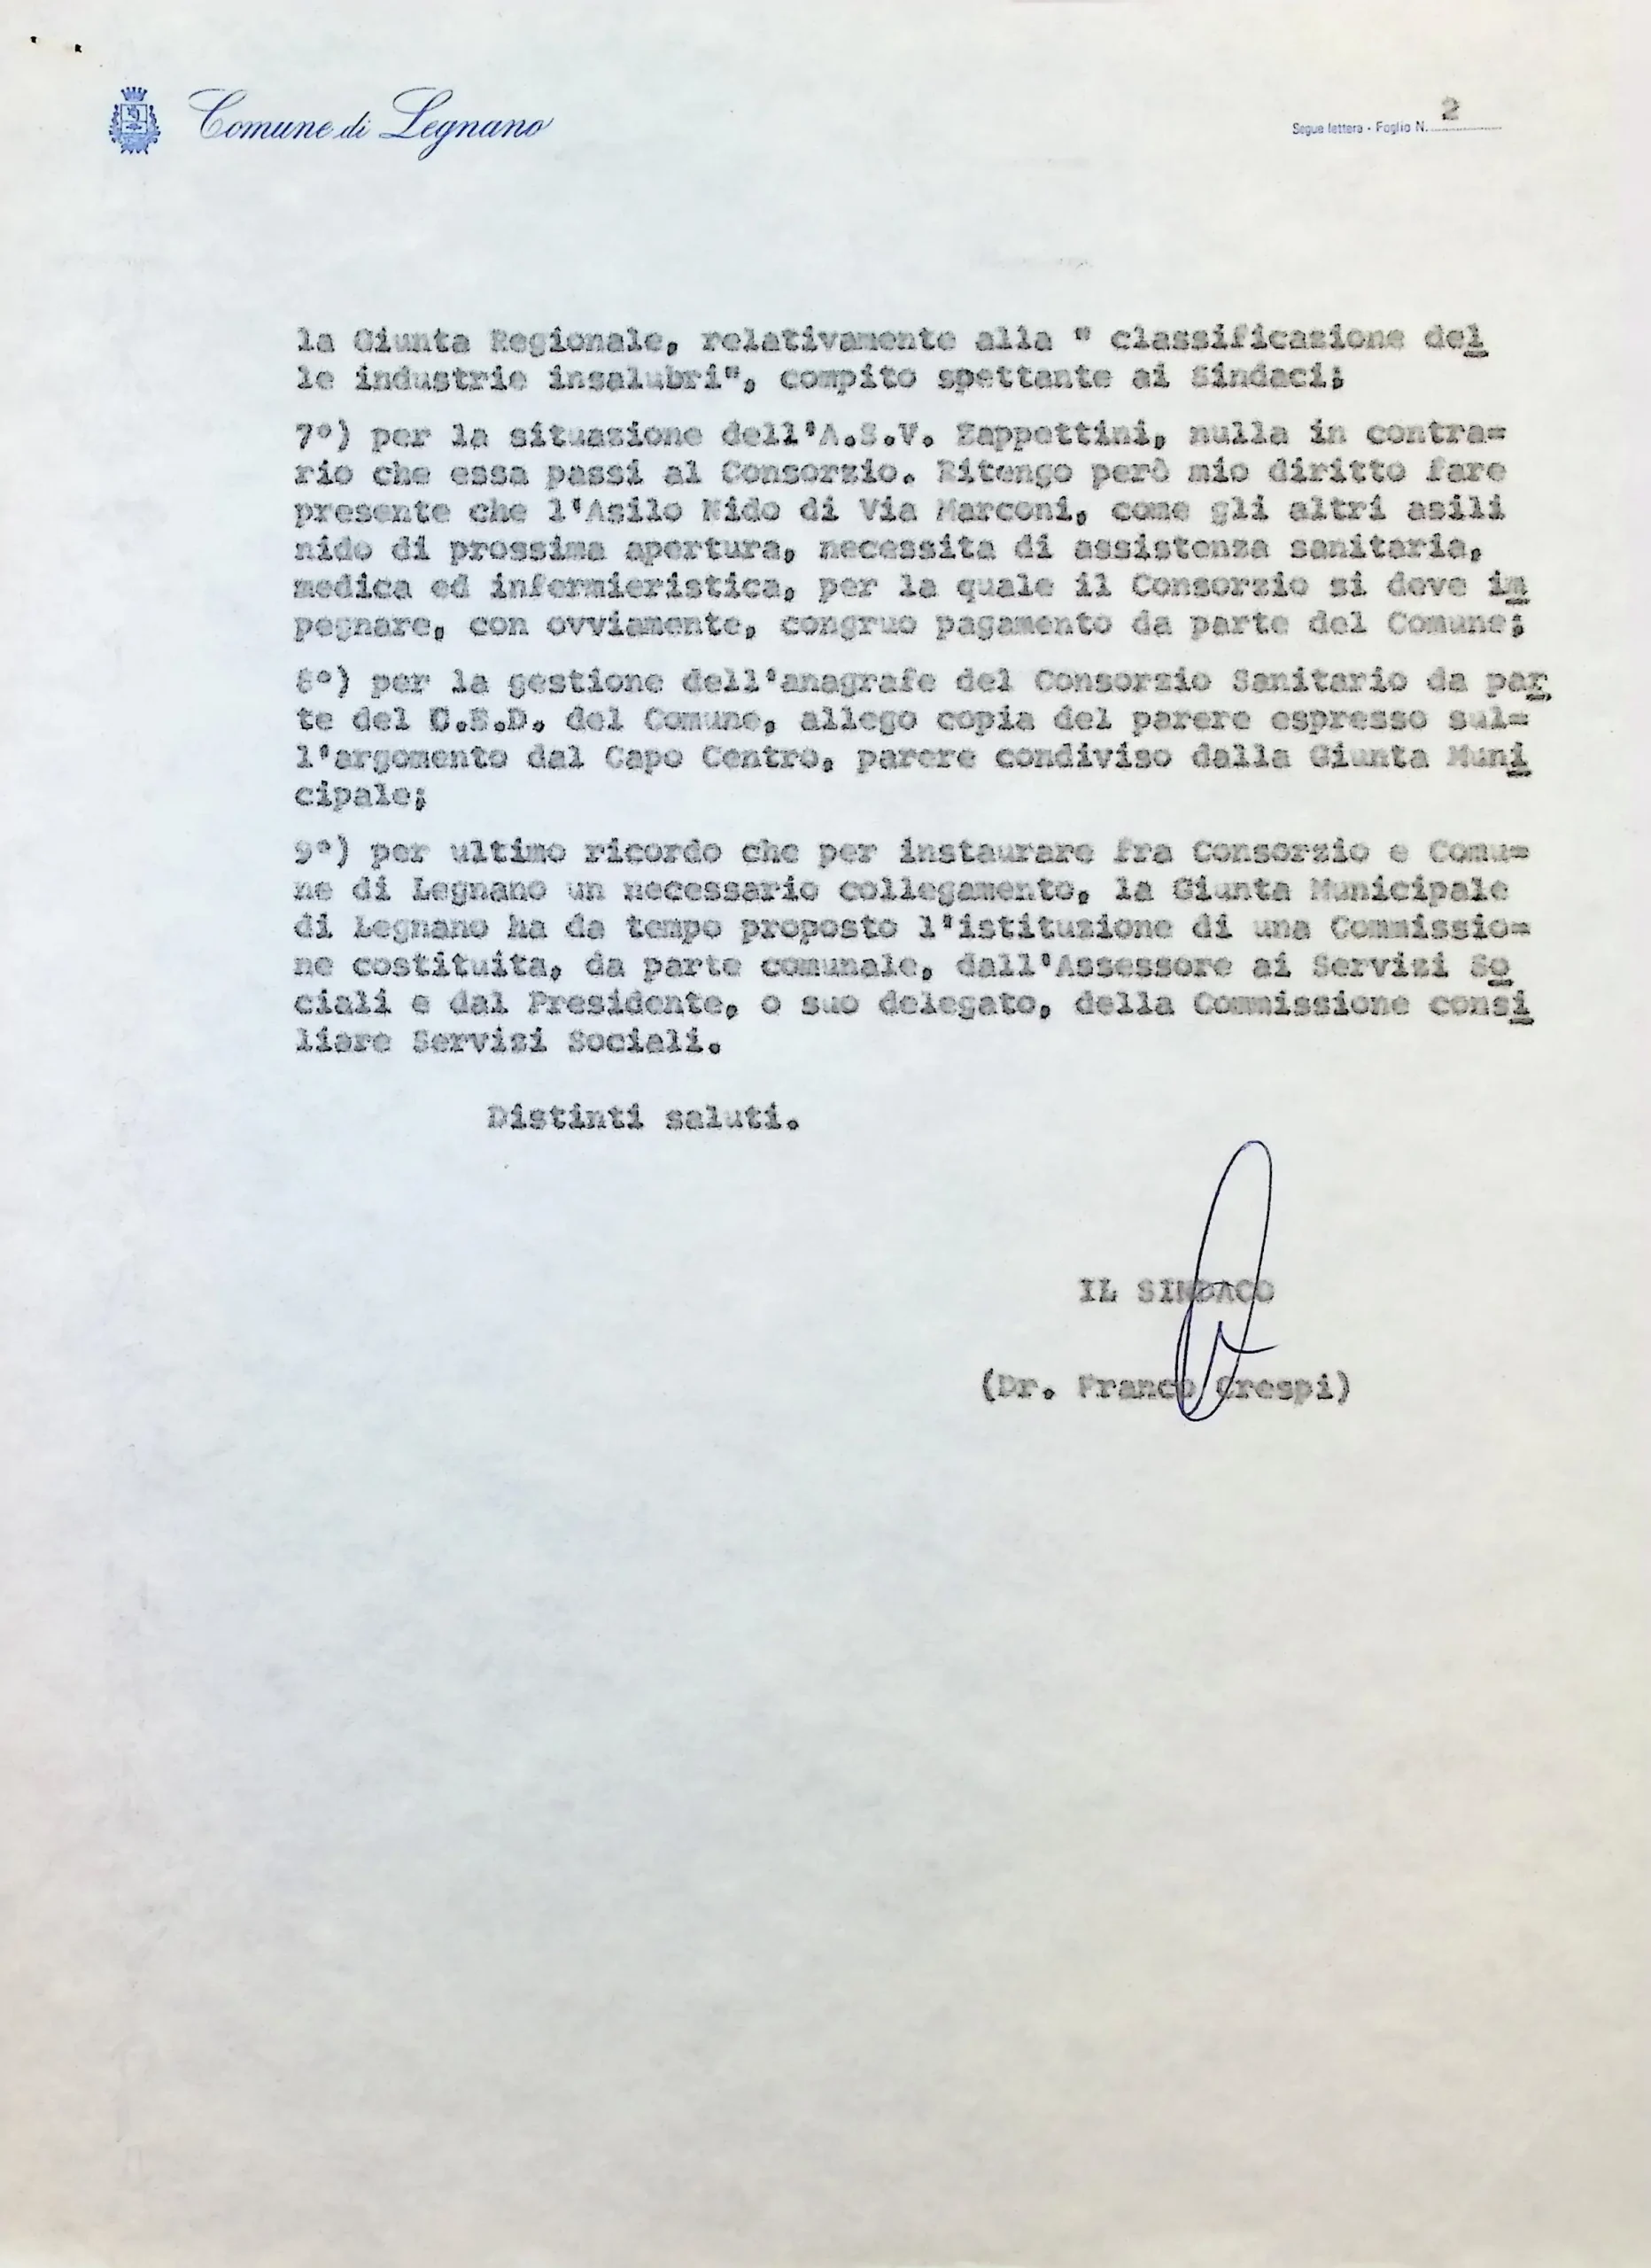 Comune di Legnano
Segue lettera - Foglio N. 2
la Giunta Regionale, relativamente alla " classificazione del
le industrie insalubri", compito spettante ai Sindaci;
7°) per la situazione dell'A.S.V. Zappettini, nulla in contra=
rio che essa passi al Consorzio. Ritengo però mio diritto fare
presente che l'Asilo Nido di Via Marconi, come gli altri asili
nido di prossima apertura, necessita di assistenza sanitaria,
medica ed infermieristica, per la quale il Consorzio si deve im
pegnare, con ovviamente, congruo pagamento da parte del Comune;
8°) per la gestione dell'anagrafe del Consorzio Sanitario da par
te del C.E.D. del Comune, allego copia del parere espresso sul=
l'argomento dal Capo Centro, parere condiviso dalla Giunta Muni
cipale;
9°) per ultimo ricordo che per instaurare fra Consorzio e Comu=
ne di Legnano un necessario collegamento, la Giunta Municipale
di Legnano ha da tempo proposto l'istituzione di una Commissio=
ne costituita, da parte comunale, dall'Assessore ai Servizi So
ciali e dal Presidente, o suo delegato, della Commissione consi
liare Servizi Sociali.
Distinti saluti.
IL SINDACO
(Dr. Franco Crespi)